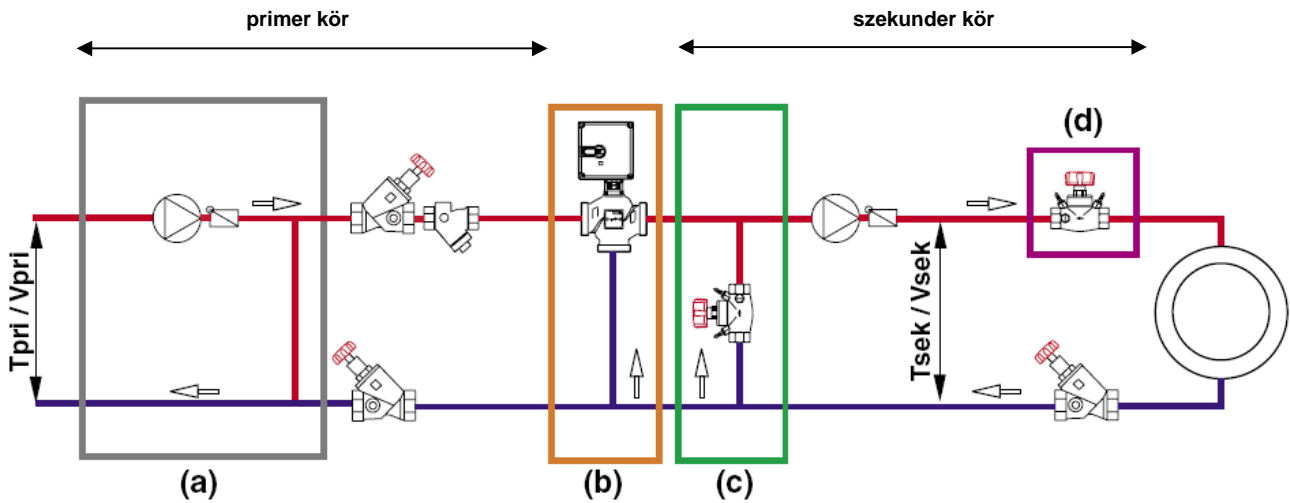 primer kör
szekunder kör
(d)
Tpri / Vpri
Tsek / Vsek
(a)
(b)
(c)